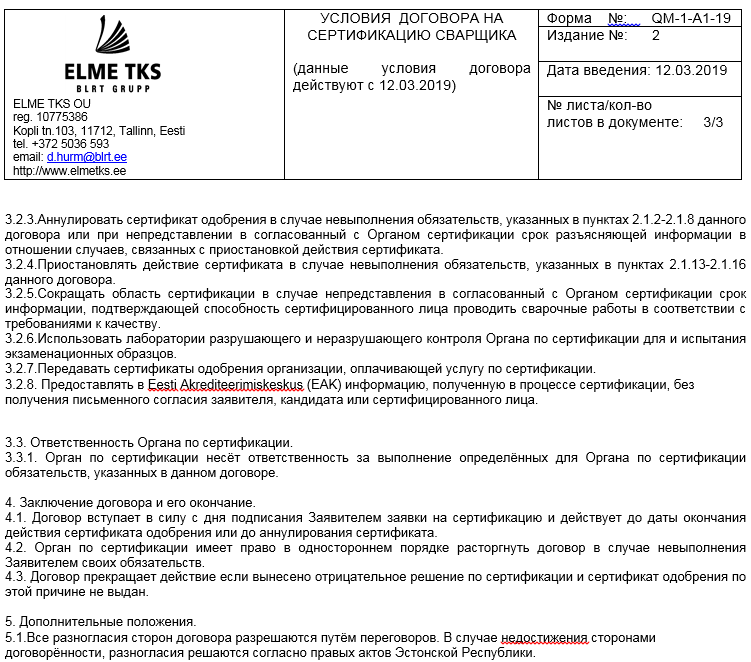 ELME TKS
BLRT GRUPP
ELME TKS OU
reg. 10775386
Kopli tn.103, 11712, Tallinn, Eesti
tel. +372 5036 593
email: d.hurm@blrt.ee
http://www.elmetks.ee
УСЛОВИЯ ДОГОВОРА НА
СЕРТИФИКАЦИЮ СВАРЩИКА
(данные условия договора
действуют с 12.03.2019)
Форма №: QM-1-A1-19
Издание №: 2
Дата введения: 12.03.2019
№ листа/кол-во
листов в документе: 3/3
3.2.3.Аннулировать сертификат одобрения в случае невыполнения обязательств, указанных в пунктах 2.1.2-2.1.8 данного
договора или при непредставлении в согласованный с Органом сертификации срок разъясняющей информации в
отношении случаев, связанных с приостановкой действия сертификата.
3.2.4.Приостановлять действие сертификата в случае невыполнения обязательств, указанных в пунктах 2.1.13-2.1.16
данного договора.
3.2.5.Сокращать область сертификации в случае непредставления в согласованный с Органом сертификации срок
информации, подтверждающей способность сертифицированного лица проводить сварочные работы в соответствии с
требованиями к качеству.
3.2.6.Использовать лаборатории разрушающего и неразрушающего контроля Органа по сертификации для и испытания
экзаменационных образцов.
3.2.7.Передавать сертификаты одобрения организации, оплачивающей услугу по сертификации.
3.2.8. Предоставлять в Eesti Akrediteerimiskeskus (EAK) информацию, полученную в процессе сертификации, без
получения письменного согласия заявителя, кандидата или сертифицированного лица.
3.3. Ответственность Органа по сертификации.
3.3.1. Орган по сертификации несёт ответственность за выполнение определённых для Органа по сертификации
обязательств, указанных в данном договоре.
4. Заключение договора и его окончание.
4.1. Договор вступает в силу с дня подписания Заявителем заявки на сертификацию и действует до даты окончания
действия сертификата одобрения или до аннулирования сертификата.
4.2. Орган по сертификации имеет право в одностороннем порядке расторгнуть договор в случае невыполнения
Заявителем своих обязательств.
4.3. Договор прекращает действие если вынесено отрицательное решение по сертификации и сертификат одобрения по
этой причине не выдан.
5. Дополнительные положения.
5.1.Все разногласия сторон договора разрешаются путём переговоров. В случае недостижения сторонами
договорённости, разногласия решаются согласно правых актов Эстонской Республики.